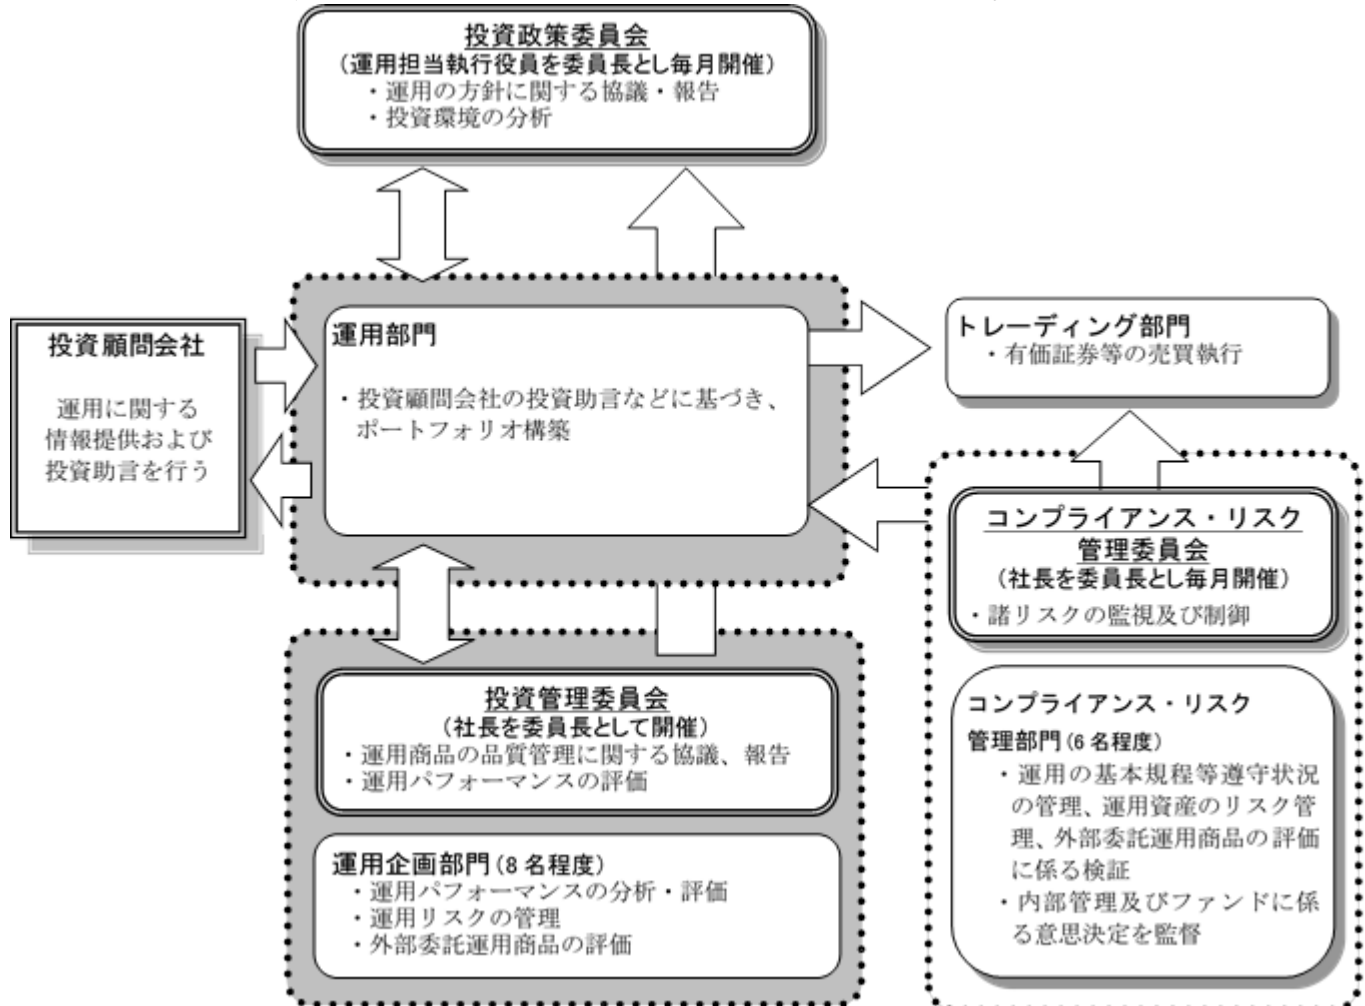 投資政策委員会
（運用担当執行役員を委員長とし毎月開催）
・運用の方針に関する協議・報告
・投資環境の分析
投資顧問会社
運用に関する
情報提供および
投資助言を行う
運用部門
・投資顧問会社の投資助言などに基づき、
ポートフォリオ構築
トレーディング部門
・有価証券等の売買執行
コンプライアンス・リスク
管理委員会
（社長を委員長とし毎月開催）
・諸リスクの監視及び制御
コンプライアンス・リスク
管理部門（6 名程度）
・運用の基本規程等遵守状況
の管理、運用資産のリスク管
理、外部委託運用商品の評価
に係る検証
・内部管理及びファンドに係
る意思決定を監督
投資管理委員会
（社長を委員長として開催）
・運用商品の品質管理に関する協議、報告
・運用パフォーマンスの評価
運用企画部門（8 名程度）
・運用パフォーマンスの分析・評価
・運用リスクの管理
・外部委託運用商品の評価